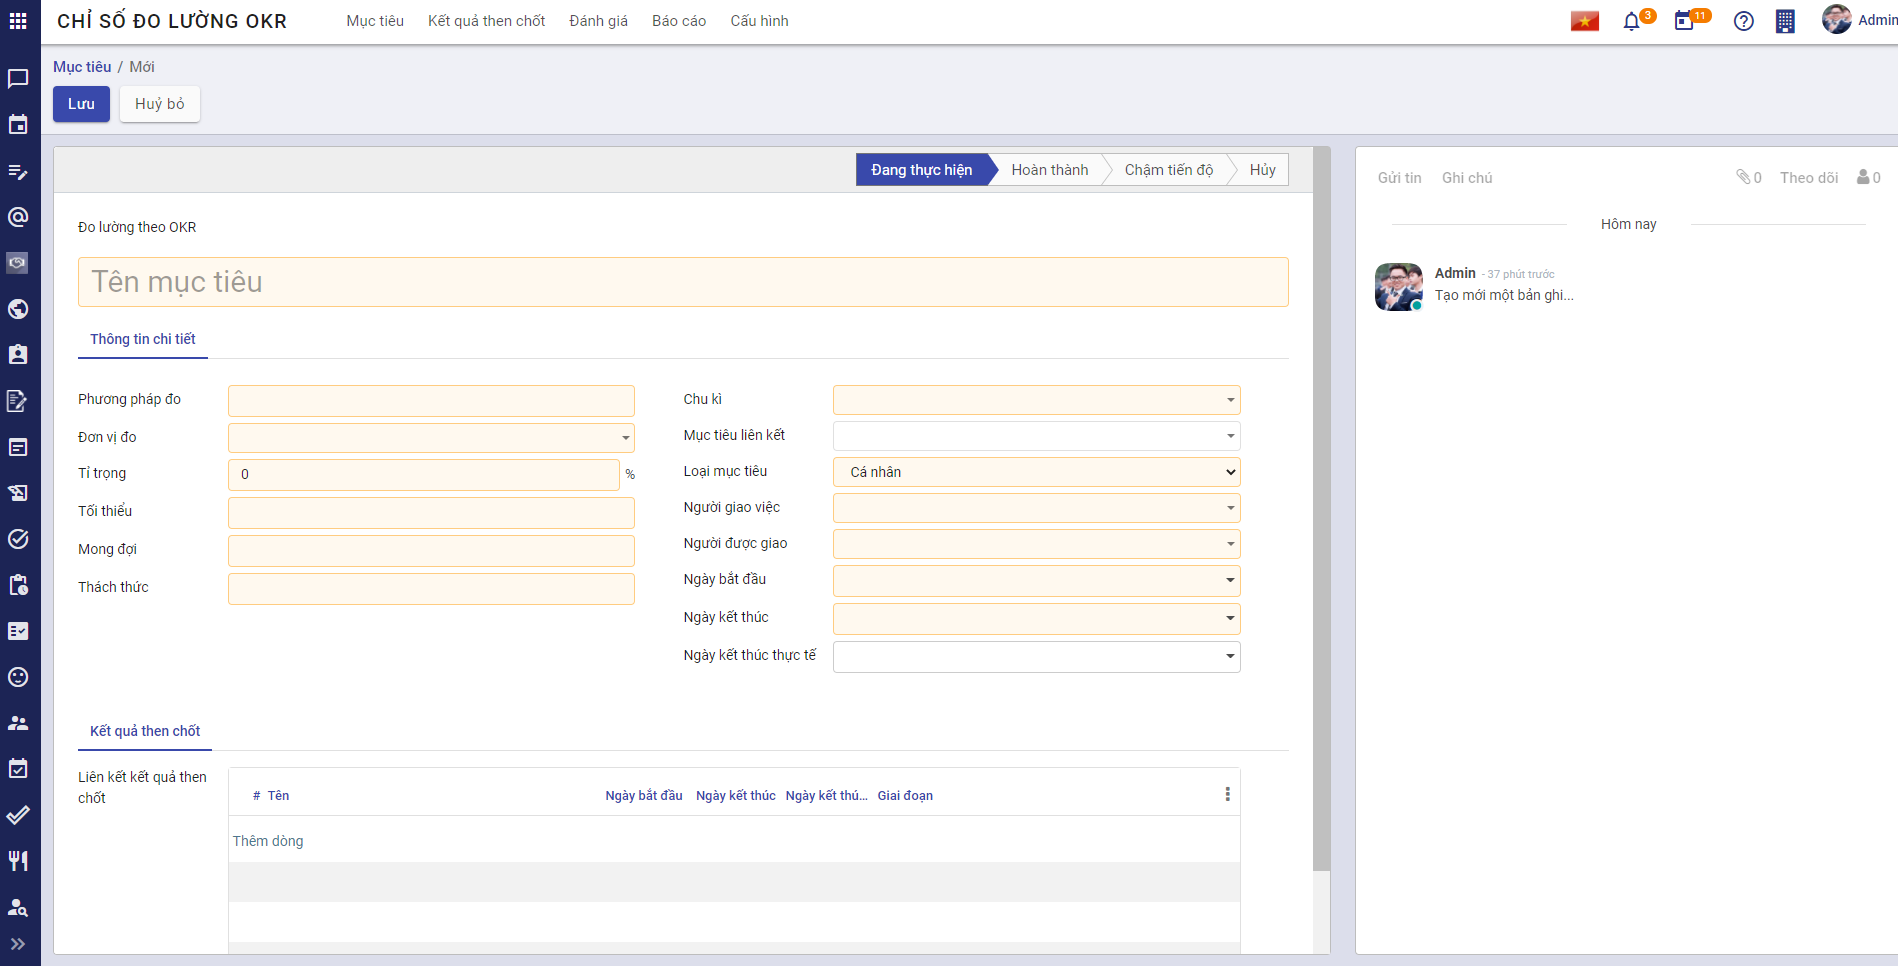 CHỈ SỐ ĐO LƯỜNG OKR
Mục tiêu
Kết quả then chốt
Đánh giá
Báo cáo
Cấu hình
3
11
Admin
Mục tiêu / Mới
Lưu
Huỷ bỏ
Đang thực hiện
Hoàn thành
Chậm tiến độ
Hủy
Đo lường theo OKR
Tên mục tiêu
Thông tin chi tiết
Phương pháp đo
Đơn vị đo
Tỉ trọng
0
%
Tối thiểu
Mong đợi
Thách thức
Chu kì
Mục tiêu liên kết
Loại mục tiêu
Cá nhân
Người giao việc
Người được giao
Ngày bắt đầu
Ngày kết thúc
Ngày kết thúc thực tế
Kết quả then chốt
Liên kết kết quả then
chốt
# Tên
Ngày bắt đầu
Ngày kết thúc
Ngày kết thú...
Giai đoạn
Thêm dòng
Gửi tin
Ghi chú
0
Theo dõi
0
Hôm nay
Admin - 37 phút trước
Tạo mới một bản ghi...